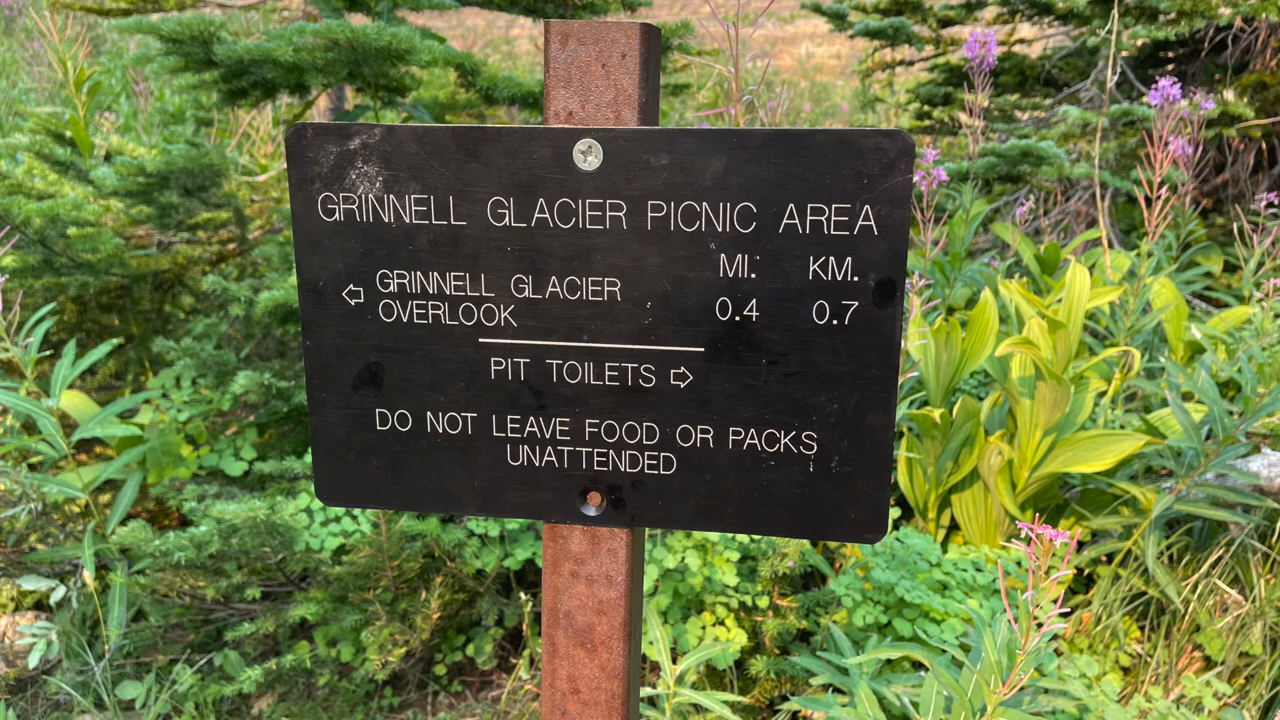 GRINNELL GLACIER PICNIC AREA
MI. KM.
⇦ GRINNELL GLACIER
OVERLOOK 0.4 0.7
PIT TOILETS ⇨
DO NOT LEAVE FOOD OR PACKS
UNATTENDED